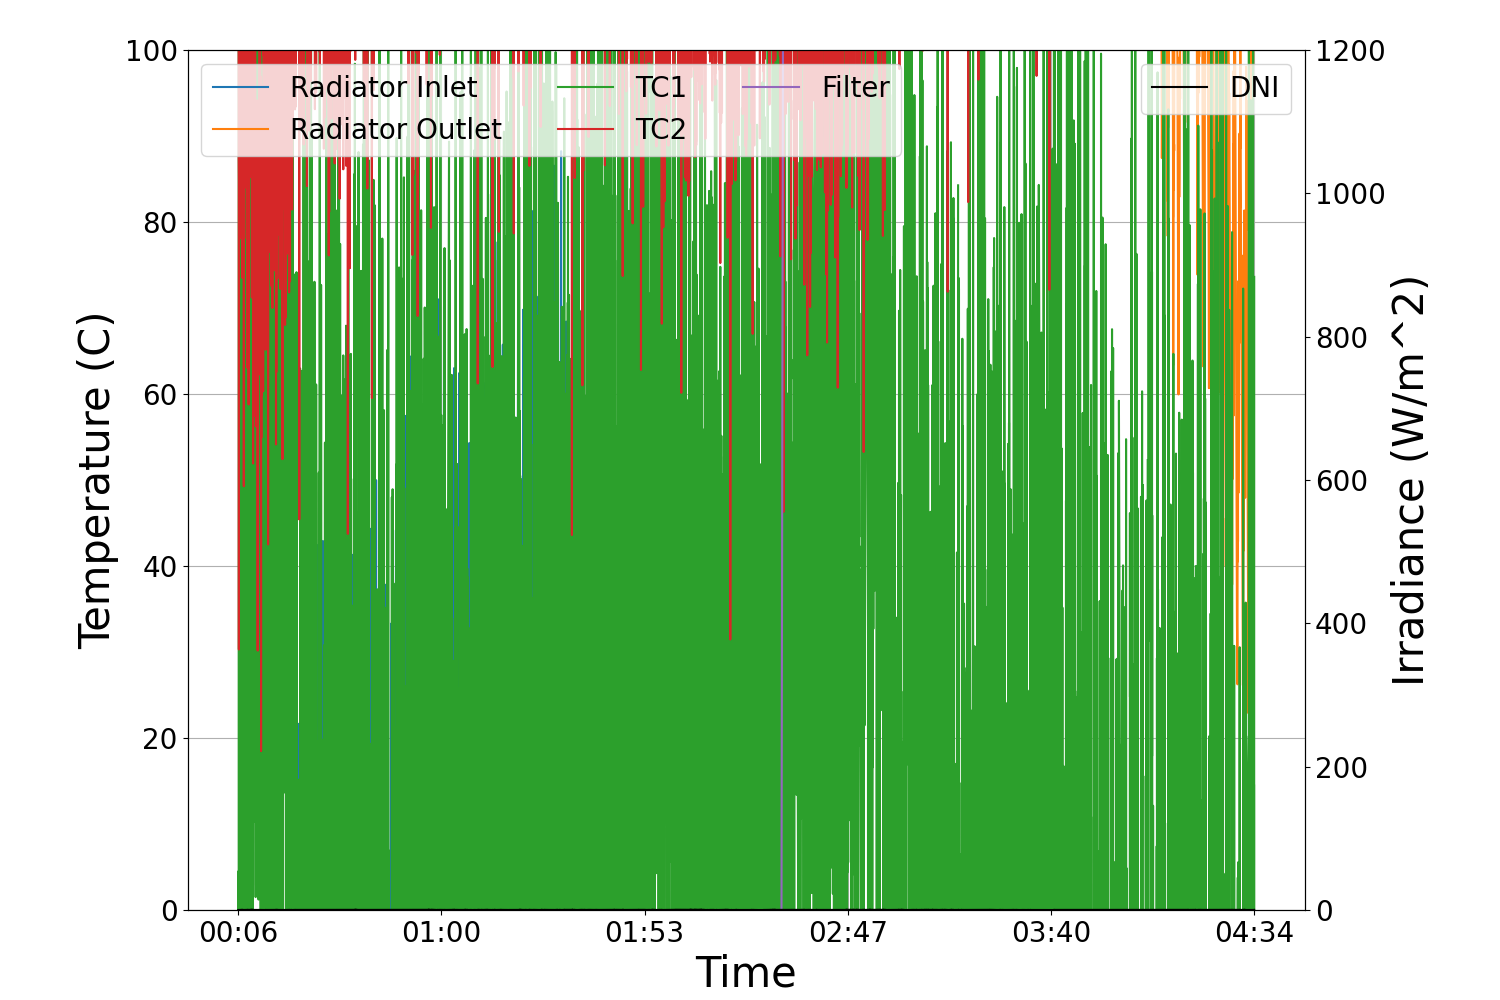 Radiator Inlet
Radiator Outlet
TC1
TC2
Filter
DNI
Temperature (C)
100
80
60
40
20
0
Irradiance (W/m^2)
1200
1000
800
600
400
200
0
00:06 01:00 01:53 02:47 03:40 04:34
Time